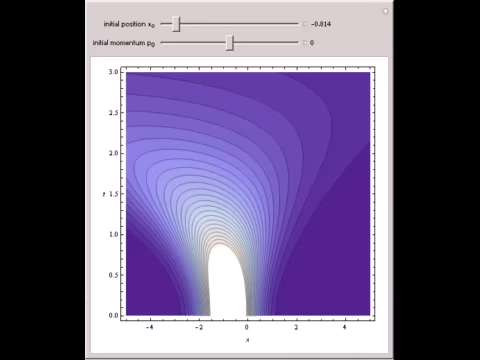 initial position x₀ -0.814
initial momentum p₀ 0
3.0
2.5
2.0
1.5
1.0
0.5
0.0
-4 -2 0 2 4
x